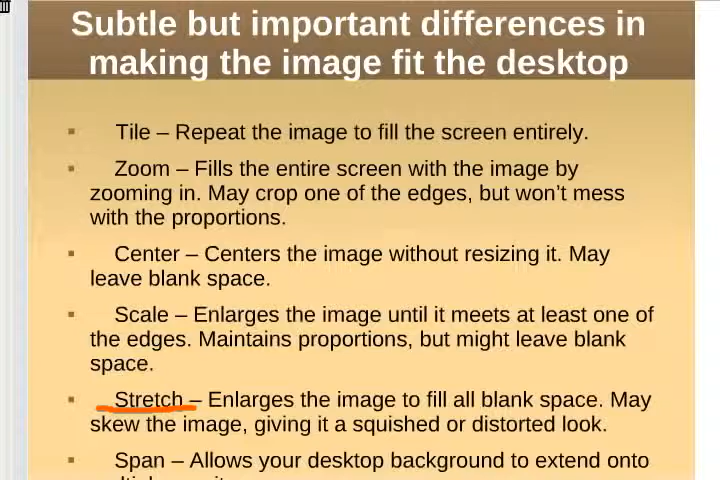 Subtle but important differences in
making the image fit the desktop
Tile – Repeat the image to fill the screen entirely.
Zoom – Fills the entire screen with the image by
zooming in. May crop one of the edges, but won’t mess
with the proportions.
Center – Centers the image without resizing it. May
leave blank space.
Scale – Enlarges the image until it meets at least one of
the edges. Maintains proportions, but might leave blank
space.
Stretch – Enlarges the image to fill all blank space. May
skew the image, giving it a squished or distorted look.
Span – Allows your desktop background to extend onto